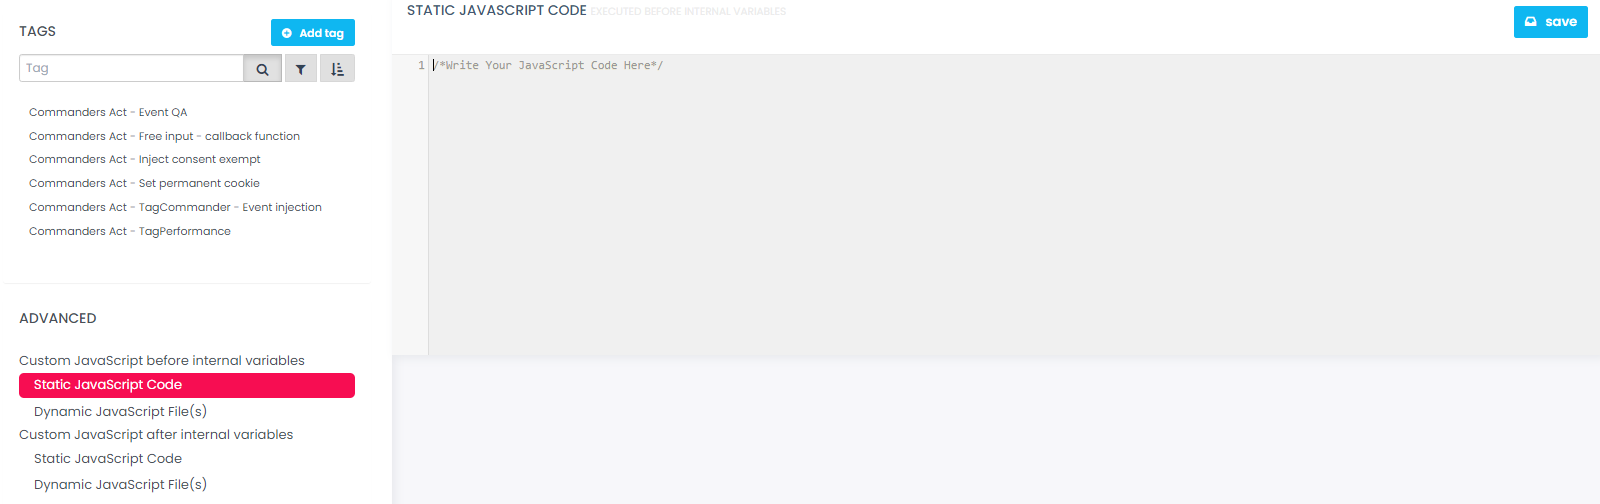 TAGS
Add tag
Tag
Commanders Act - Event QA
Commanders Act - Free input - callback function
Commanders Act - Inject consent exempt
Commanders Act - Set permanent cookie
Commanders Act - TagCommander - Event injection
Commanders Act - TagPerformance
ADVANCED
Custom JavaScript before internal variables
Static JavaScript Code
Dynamic JavaScript File(s)
Custom JavaScript after internal variables
Static JavaScript Code
Dynamic JavaScript File(s)
STATIC JAVASCRIPT CODE EXECUTED BEFORE INTERNAL VARIABLES
save
1 /*Write Your JavaScript Code Here*/